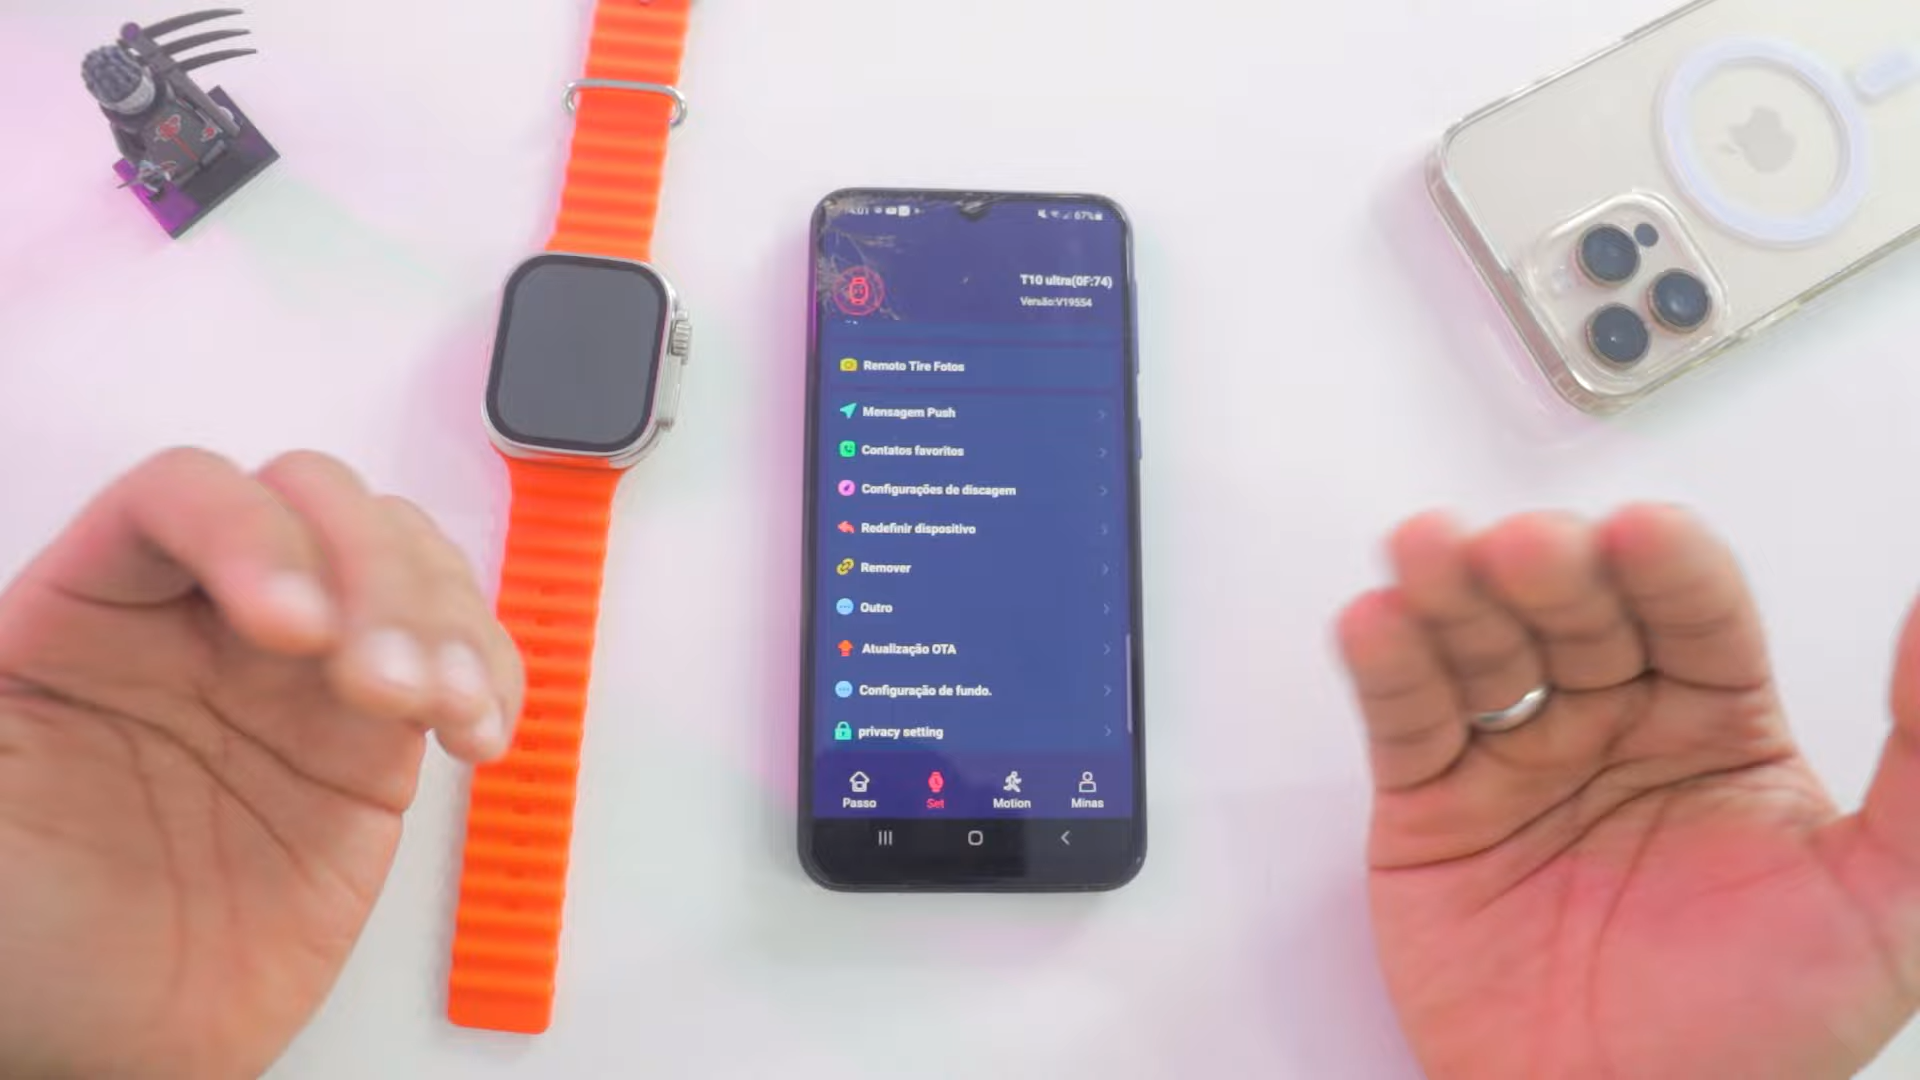 67%
T10 ultra(0F:74)
Versão:V19554
Remoto Tire Fotos
Mensagem Push
Contatos favoritos
Configurações de discagem
Redefinir dispositivo
Remover
Outro
Atualização OTA
Configuração de fundo.
privacy setting
Passo
Set
Motion
Minas